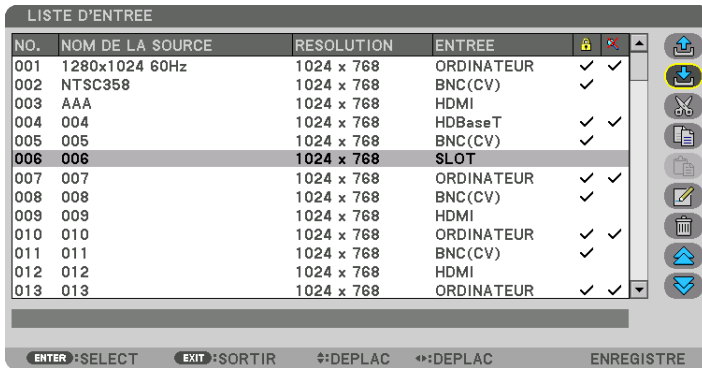 LISTE D'ENTREE
NO. NOM DE LA SOURCE RESOLUTION ENTREE
001 1280x1024 60Hz 1024 x 768 ORDINATEUR ✓ ✓
002 NTSC358 1024 x 768 BNC(CV) ✓
003 AAA 1024 x 768 HDMI
004 004 1024 x 768 HDBaseT ✓ ✓
005 005 1024 x 768 BNC(CV) ✓
006 006 1024 x 768 SLOT
007 007 1024 x 768 ORDINATEUR ✓ ✓
008 008 1024 x 768 BNC(CV) ✓
009 009 1024 x 768 HDMI
010 010 1024 x 768 ORDINATEUR ✓ ✓
011 011 1024 x 768 BNC(CV) ✓
012 012 1024 x 768 HDMI
013 013 1024 x 768 ORDINATEUR ✓ ✓
ENTER :SELECT EXIT :SORTIR :DEPLAC :DEPLAC ENREGISTRE